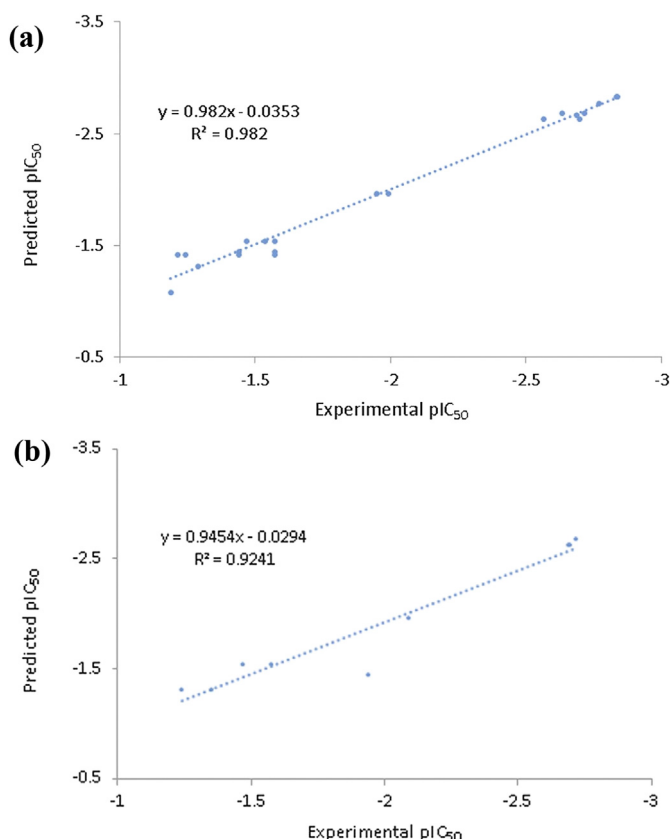 (a)
-3.5
y = 0.982x - 0.0353
R² = 0.982
-2.5
Predicted pIC₅₀
-1.5
-0.5
-1 -1.5 -2 -2.5 -3
Experimental pIC₅₀
(b)
-3.5
y = 0.9454x - 0.0294
R² = 0.9241
-2.5
Predicted pIC₅₀
-1.5
-0.5
-1 -1.5 -2 -2.5 -3
Experimental pIC₅₀